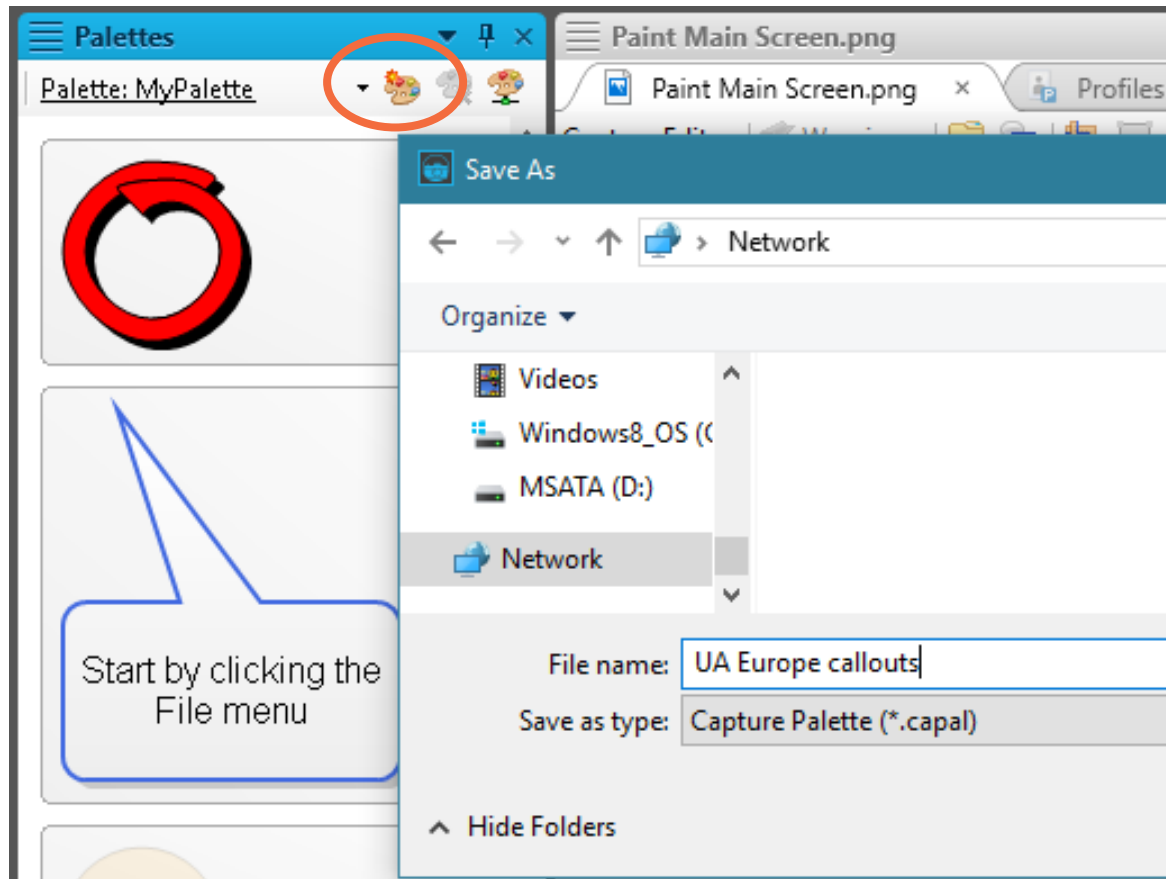 Palettes
Paint Main Screen.png
Palette: MyPalette
Paint Main Screen.png
Profiles
Save As
Network
Organize
Videos
Windows8_OS (
MSATA (D:)
Network
Start by clicking the
File menu
File name: UA Europe callouts
Save as type: Capture Palette (*.capal)
Hide Folders